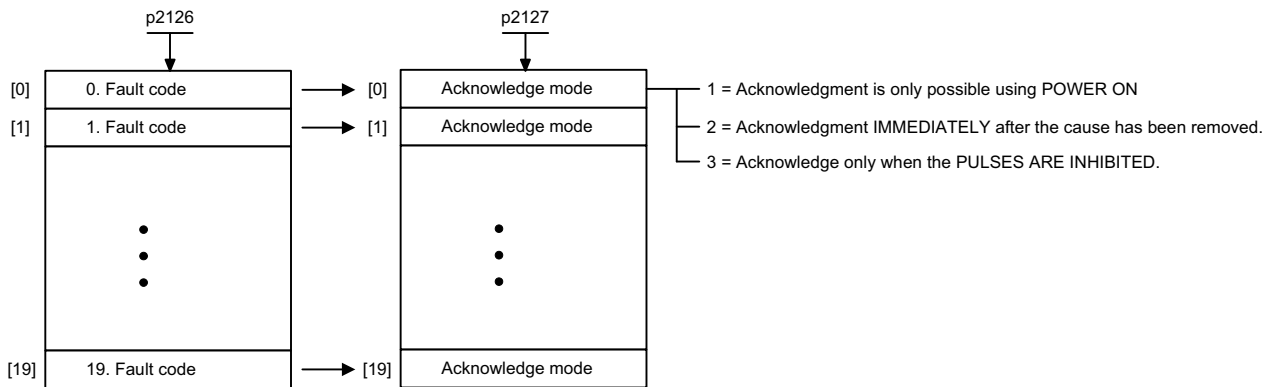 p2126 p2127
[0] 0. Fault code [0] Acknowledge mode 1 = Acknowledgment is only possible using POWER ON
[1] 1. Fault code [1] Acknowledge mode 2 = Acknowledgment IMMEDIATELY after the cause has been removed.
3 = Acknowledge only when the PULSES ARE INHIBITED.
[19] 19. Fault code [19] Acknowledge mode